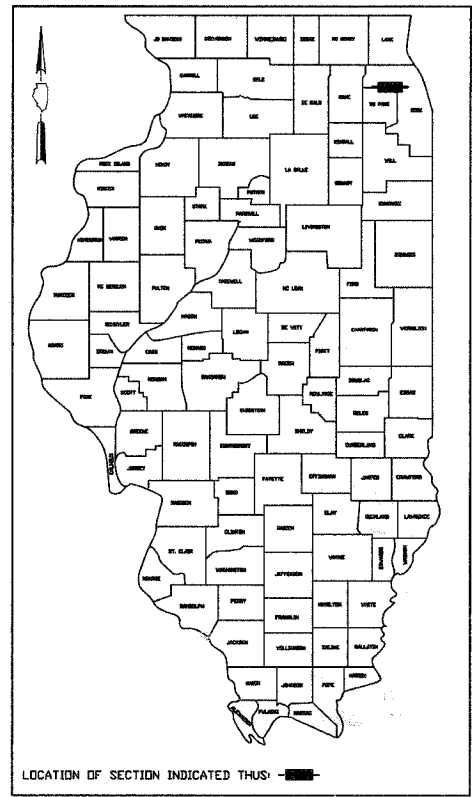 JO DAVIESS STEPHENSON WINNEBAGO BOONE MC HENRY LAKE
CARROLL OGLE
DE KALB KANE DU PAGE COOK
WHITESIDE LEE
KENDALL WILL
ROCK ISLAND HENRY BUREAU LA SALLE
MERCER PUTNAM GRUNDY
STARK KANKAKEE
KNOX MARSHALL LIVINGSTON
HENDERSON WARREN PEORIA WOODFORD IROQUOIS
HANCOCK MC DONOUGH FULTON TAZEWELL MC LEAN FORD
MASON
SCHUYLER LOGAN DE WITT CHAMPAIGN VERMILION
ADAMS BROWN CASS MENARD PIATT
MACON
MORGAN SANGAMON DOUGLAS EDGAR
PIKE SCOTT MOULTRIE
CHRISTIAN COLES
GREENE SHELBY
MACOUPIN MONTGOMERY CUMBERLAND CLARK
CALHOUN JERSEY
FAYETTE EFFINGHAM JASPER CRAWFORD
MADISON BOND
CLAY RICHLAND LAWRENCE
CLINTON MARION
ST. CLAIR WAYNE EDWARDS WABASH
WASHINGTON JEFFERSON
MONROE
RANDOLPH PERRY HAMILTON WHITE
FRANKLIN
JACKSON WILLIAMSON SALINE GALLATIN
UNION JOHNSON POPE HARDIN
ALEXANDER PULASKI MASSAC
LOCATION OF SECTION INDICATED THUS: